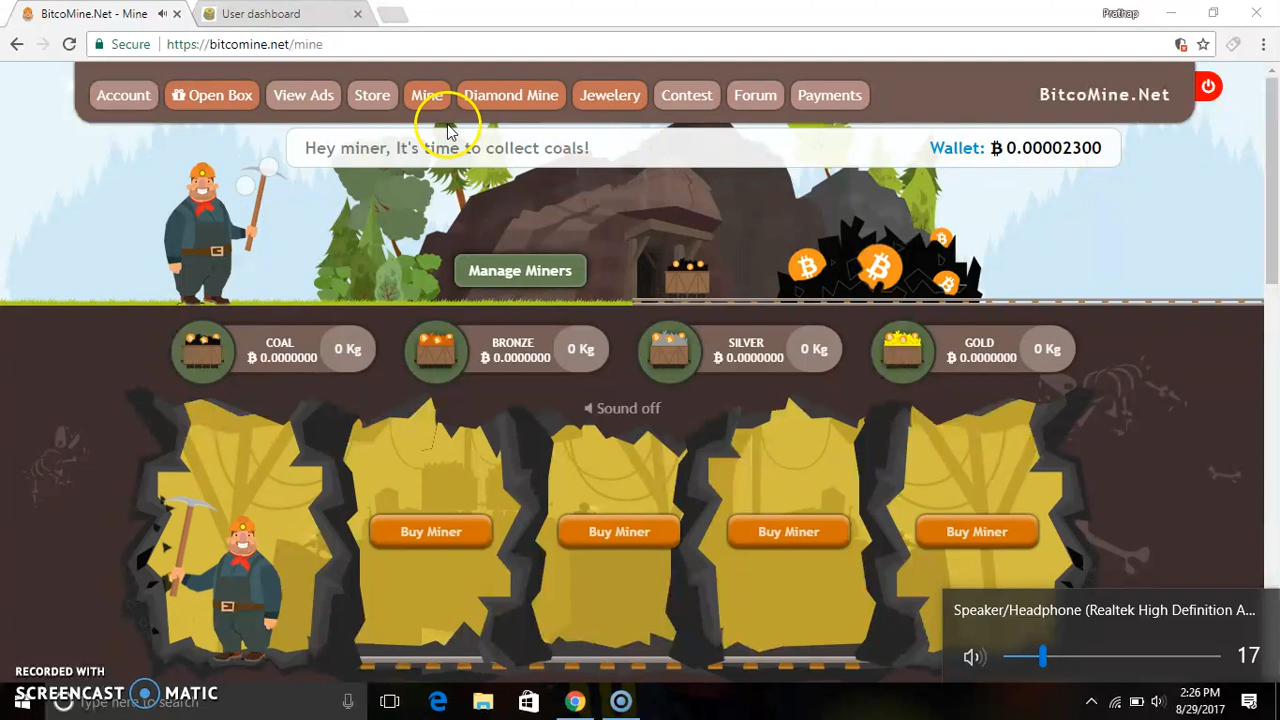 BitcoMine.Net - Mine
User dashboard
Prathap
Secure
https://bitcomine.net/mine
Account
Open Box
View Ads
Store
Mine
Diamond Mine
Jewelery
Contest
Forum
Payments
BitcoMine.Net
Hey miner, It's time to collect coals!
Wallet: ₿ 0.00002300
Manage Miners
COAL
₿ 0.0000000
0 Kg
BRONZE
₿ 0.0000000
0 Kg
SILVER
₿ 0.0000000
0 Kg
GOLD
₿ 0.0000000
0 Kg
Sound off
Buy Miner
Buy Miner
Buy Miner
Buy Miner
Speaker/Headphone (Realtek High Definition A...
17
RECORDED WITH
SCREENCAST MATIC
Type here to search
2:26 PM
8/29/2017